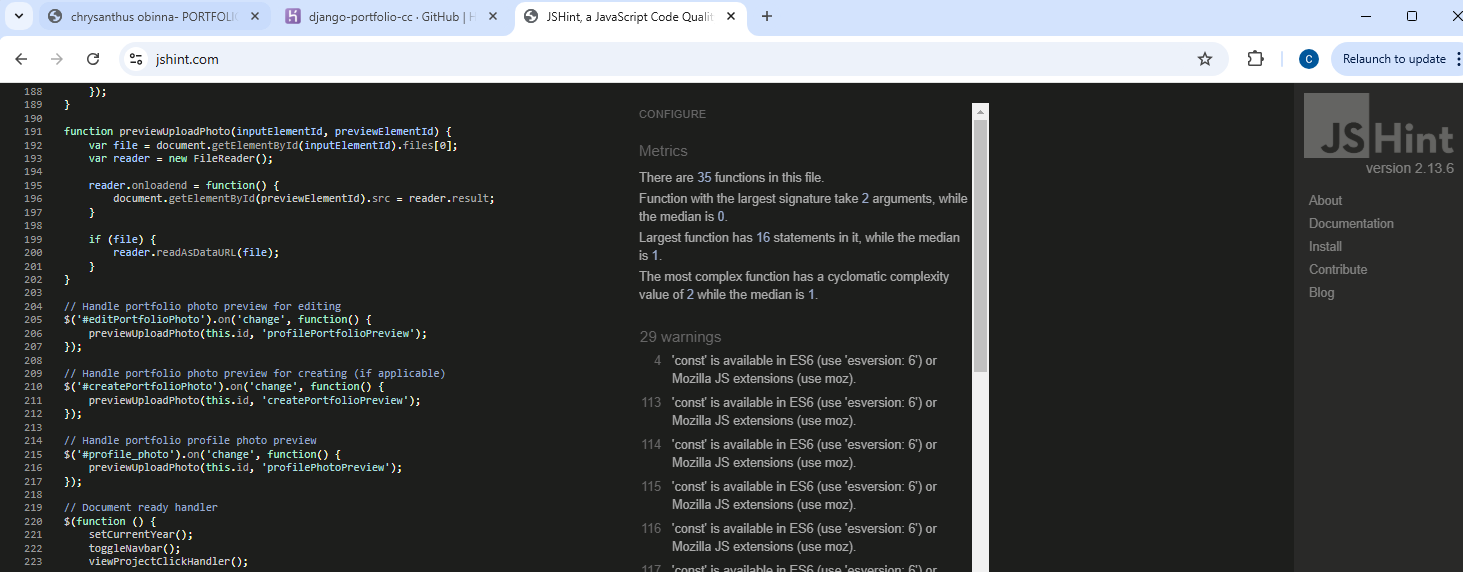 chrysanthus obinna- PORTFOLIO
django-portfolio-cc · GitHub | H
JSHint, a JavaScript Code Qualit
jshint.com
C
Relaunch to update
188 });
189 }
190
191 function previewUploadPhoto(inputElementId, previewElementId) {
192 var file = document.getElementById(inputElementId).files[0];
193 var reader = new FileReader();
194
195 reader.onloadend = function() {
196 document.getElementById(previewElementId).src = reader.result;
197 }
198
199 if (file) {
200 reader.readAsDataURL(file);
201 }
202 }
203
204 // Handle portfolio photo preview for editing
205 $('#editPortfolioPhoto').on('change', function() {
206 previewUploadPhoto(this.id, 'profilePortfolioPreview');
207 });
208
209 // Handle portfolio photo preview for creating (if applicable)
210 $('#createPortfolioPhoto').on('change', function() {
211 previewUploadPhoto(this.id, 'createPortfolioPreview');
212 });
213
214 // Handle portfolio profile photo preview
215 $('#profile_photo').on('change', function() {
216 previewUploadPhoto(this.id, 'profilePhotoPreview');
217 });
218
219 // Document ready handler
220 $(function () {
221 setCurrentYear();
222 toggleNavbar();
223 viewProjectClickHandler();
CONFIGURE
Metrics
There are 35 functions in this file.
Function with the largest signature take 2 arguments, while
the median is 0.
Largest function has 16 statements in it, while the median
is 1.
The most complex function has a cyclomatic complexity
value of 2 while the median is 1.
29 warnings
4 'const' is available in ES6 (use 'esversion: 6') or
Mozilla JS extensions (use moz).
113 'const' is available in ES6 (use 'esversion: 6') or
Mozilla JS extensions (use moz).
114 'const' is available in ES6 (use 'esversion: 6') or
Mozilla JS extensions (use moz).
115 'const' is available in ES6 (use 'esversion: 6') or
Mozilla JS extensions (use moz).
116 'const' is available in ES6 (use 'esversion: 6') or
Mozilla JS extensions (use moz).
117 'const' is available in ES6 (use 'esversion: 6') or
JSHint
version 2.13.6
About
Documentation
Install
Contribute
Blog